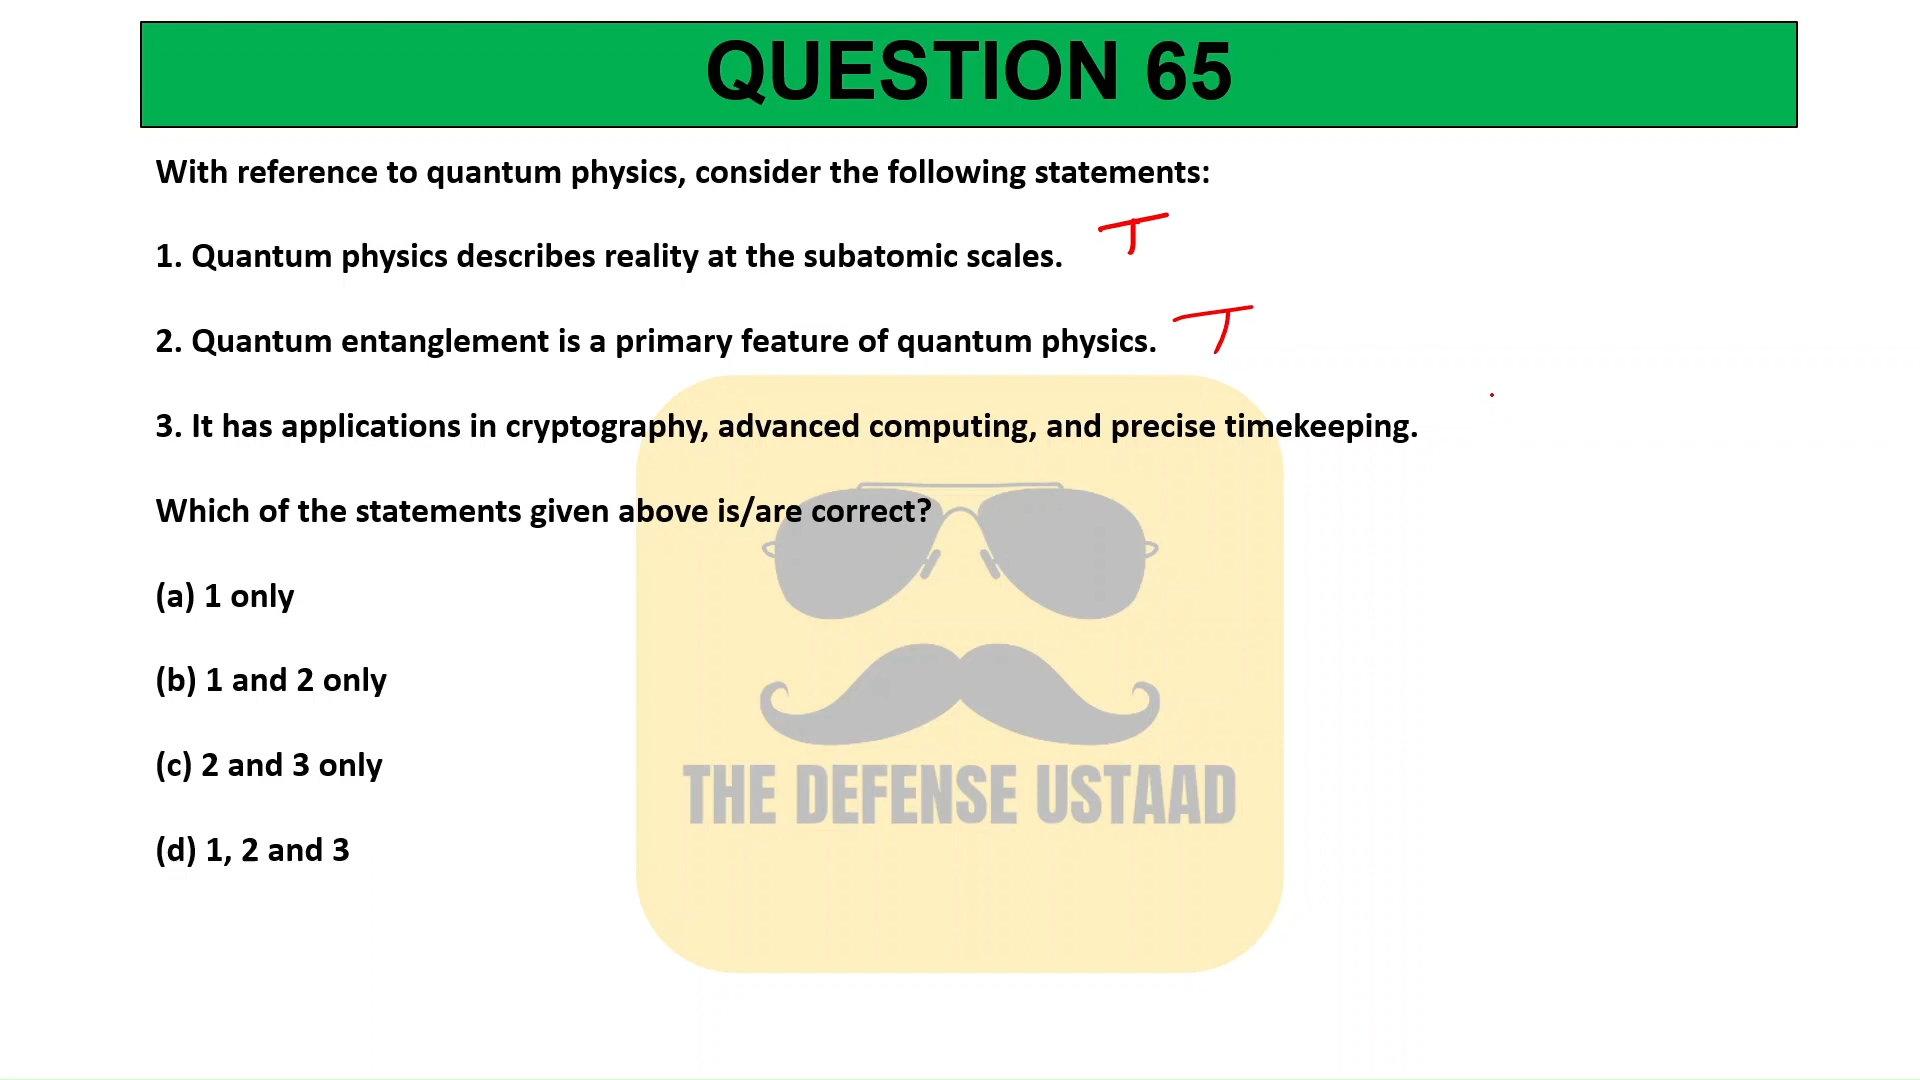 QUESTION 65
With reference to quantum physics, consider the following statements:
T
1. Quantum physics describes reality at the subatomic scales.
T
2. Quantum entanglement is a primary feature of quantum physics.
3. It has applications in cryptography, advanced computing, and precise timekeeping.
Which of the statements given above is/are correct?
(a) 1 only
(b) 1 and 2 only
(c) 2 and 3 only
THE DEFENSE USTAAD
(d) 1, 2 and 3